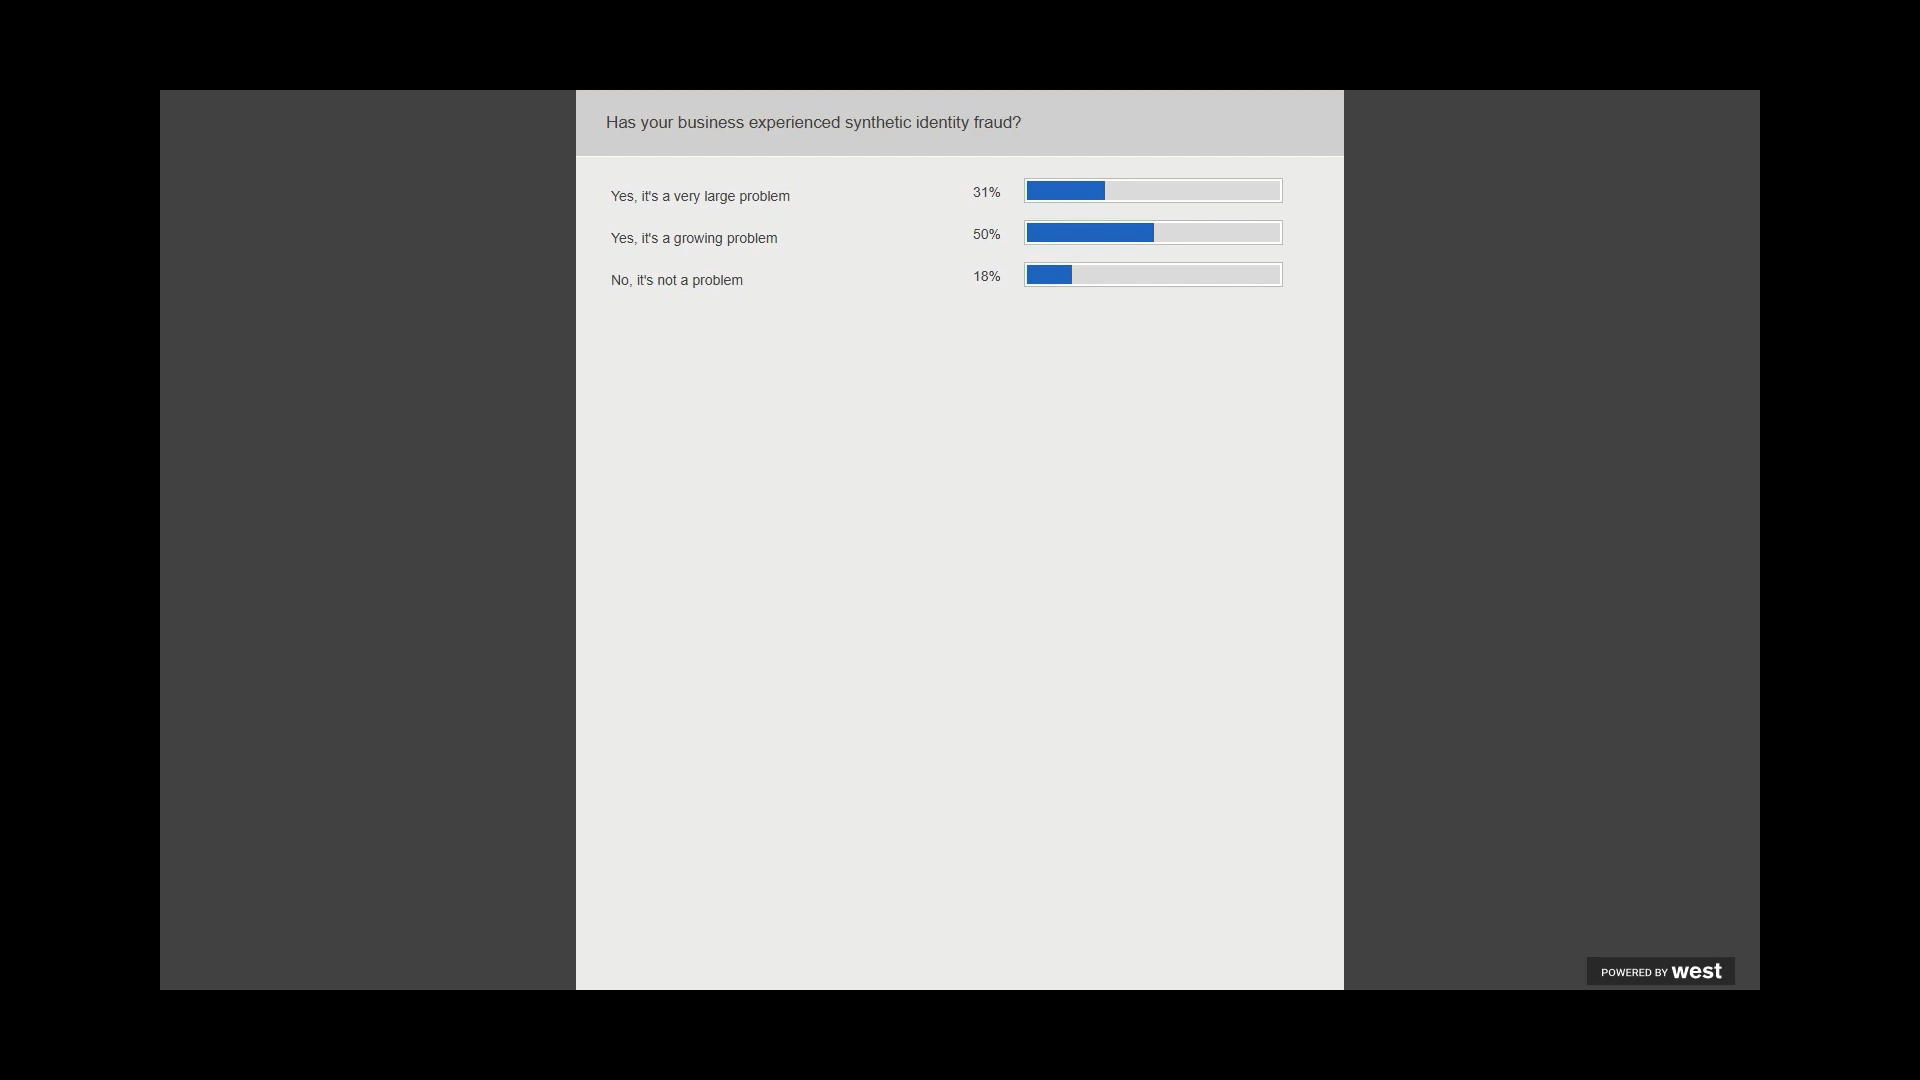 Has your business experienced synthetic identity fraud?
Yes, it's a very large problem 31%
Yes, it's a growing problem 50%
No, it's not a problem 18%
POWERED BY west